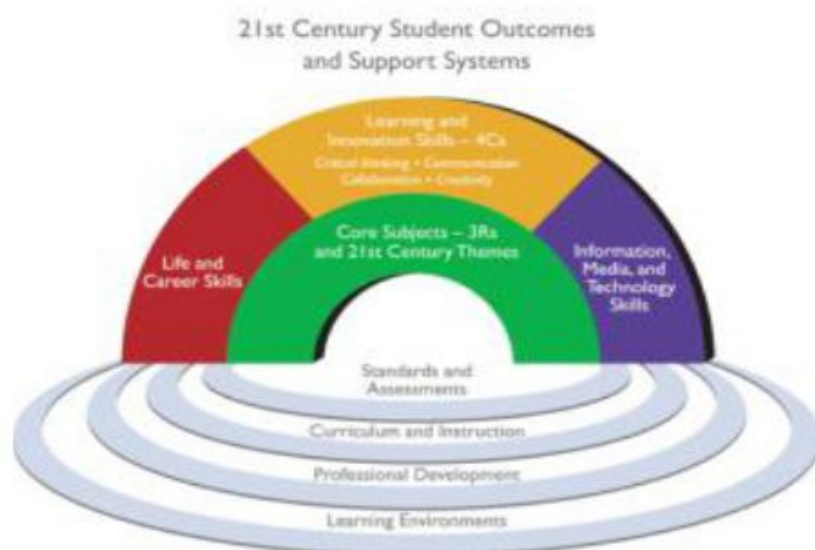 21st Century Student Outcomes
and Support Systems
Learning and
Innovation Skills – 4Cs
Critical thinking • Communication
Collaboration • Creativity
Core Subjects – 3Rs
and 21st Century Themes
Life and
Career Skills
Information,
Media, and
Technology
Skills
Standards and
Assessments
Curriculum and Instruction
Professional Development
Learning Environments